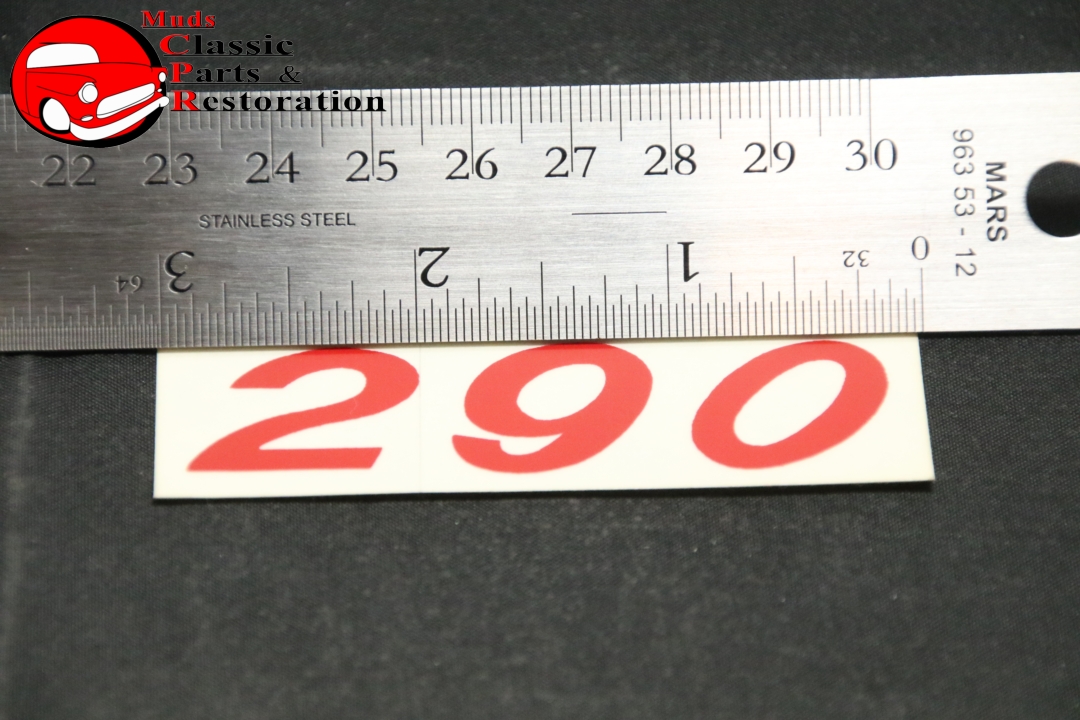 Muds
Classic
Parts &
Restoration
22 23 24 25 26 27 28 29 30
STAINLESS STEEL
MARS
963 53 - 12
3 2 1 0
64 32
290